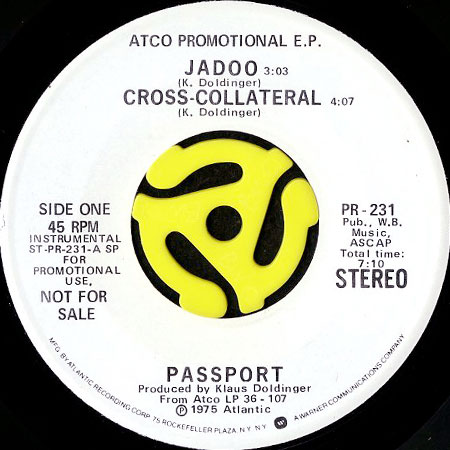 ATCO PROMOTIONAL E.P.
JADOO 3:03
(K. Doldinger)
CROSS-COLLATERAL 4:07
(K. Doldinger)
SIDE ONE
45 RPM
INSTRUMENTAL
ST-PR-231-A SP
FOR
PROMOTIONAL
USE,
NOT FOR
SALE
PR-231
Pub., W.B.
Music,
ASCAP
Total time:
7:10
STEREO
PASSPORT
Produced by Klaus Doldinger
From Atco LP 36-107
Ⓟ 1975 Atlantic
MFG. BY ATLANTIC RECORDING CORP. 75 ROCKEFELLER PLAZA, N.Y. N.Y. W A WARNER COMMUNICATIONS COMPANY